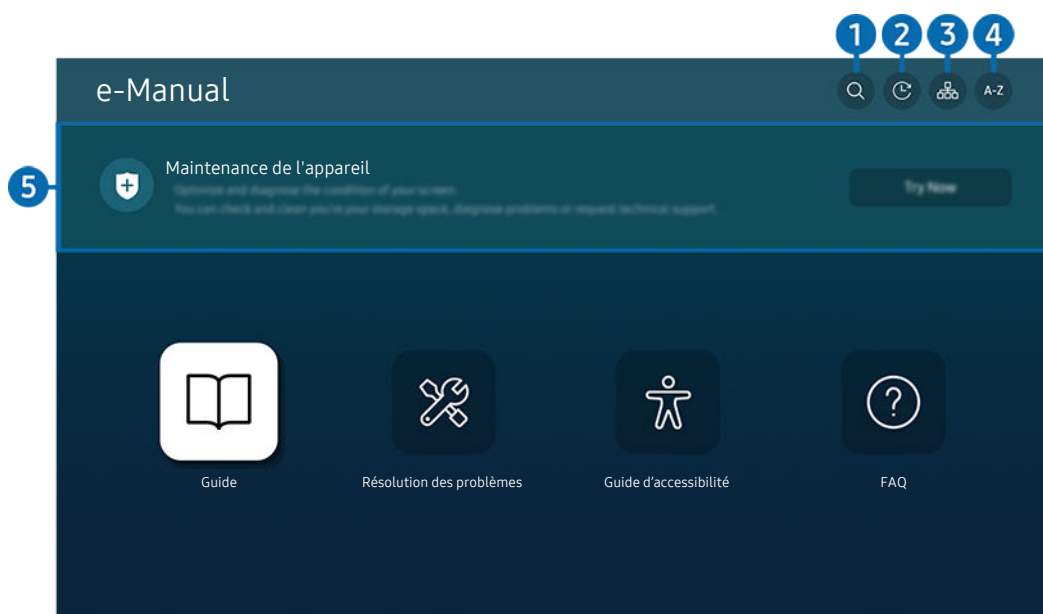 1 2 3 4
e-Manual
A-Z
5
Maintenance de l'appareil
Optimize and diagnose the condition of your screen.
You can check and clean you're your storage space, diagnose problems or request technical support.
Try Now
Guide
Résolution des problèmes
Guide d'accessibilité
FAQ